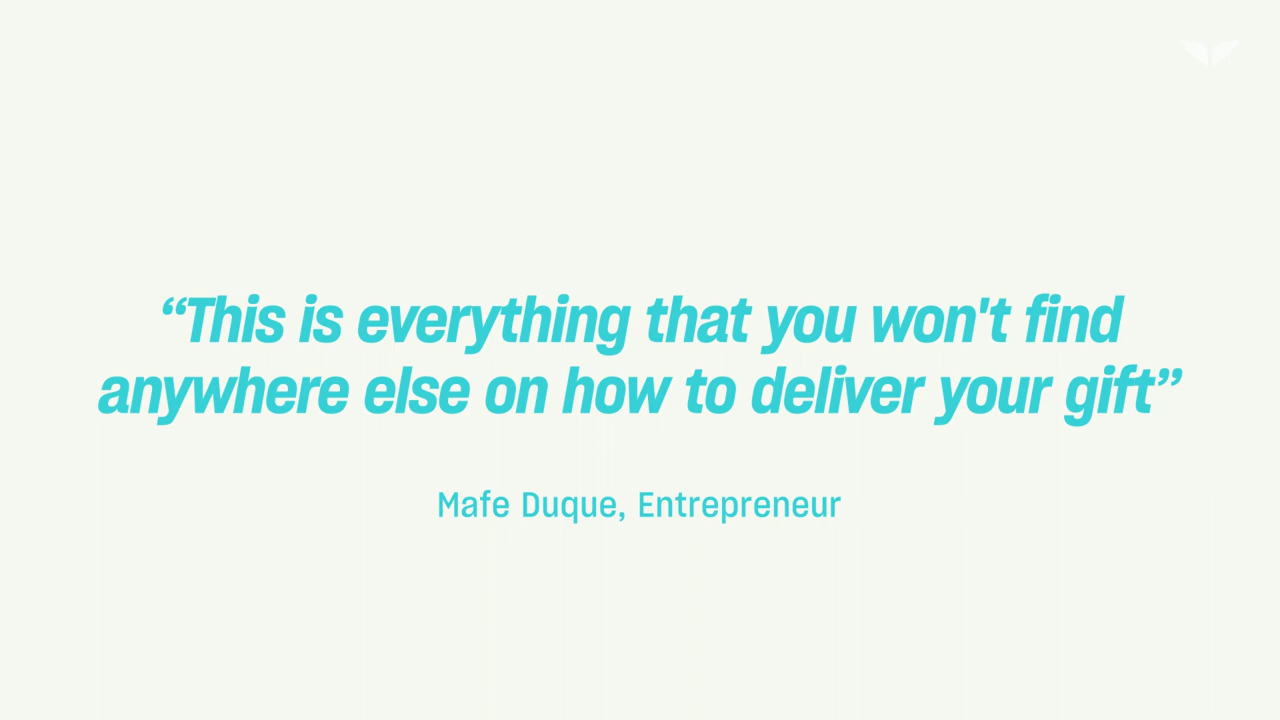 “This is everything that you won't find
anywhere else on how to deliver your gift”
Mafe Duque, Entrepreneur